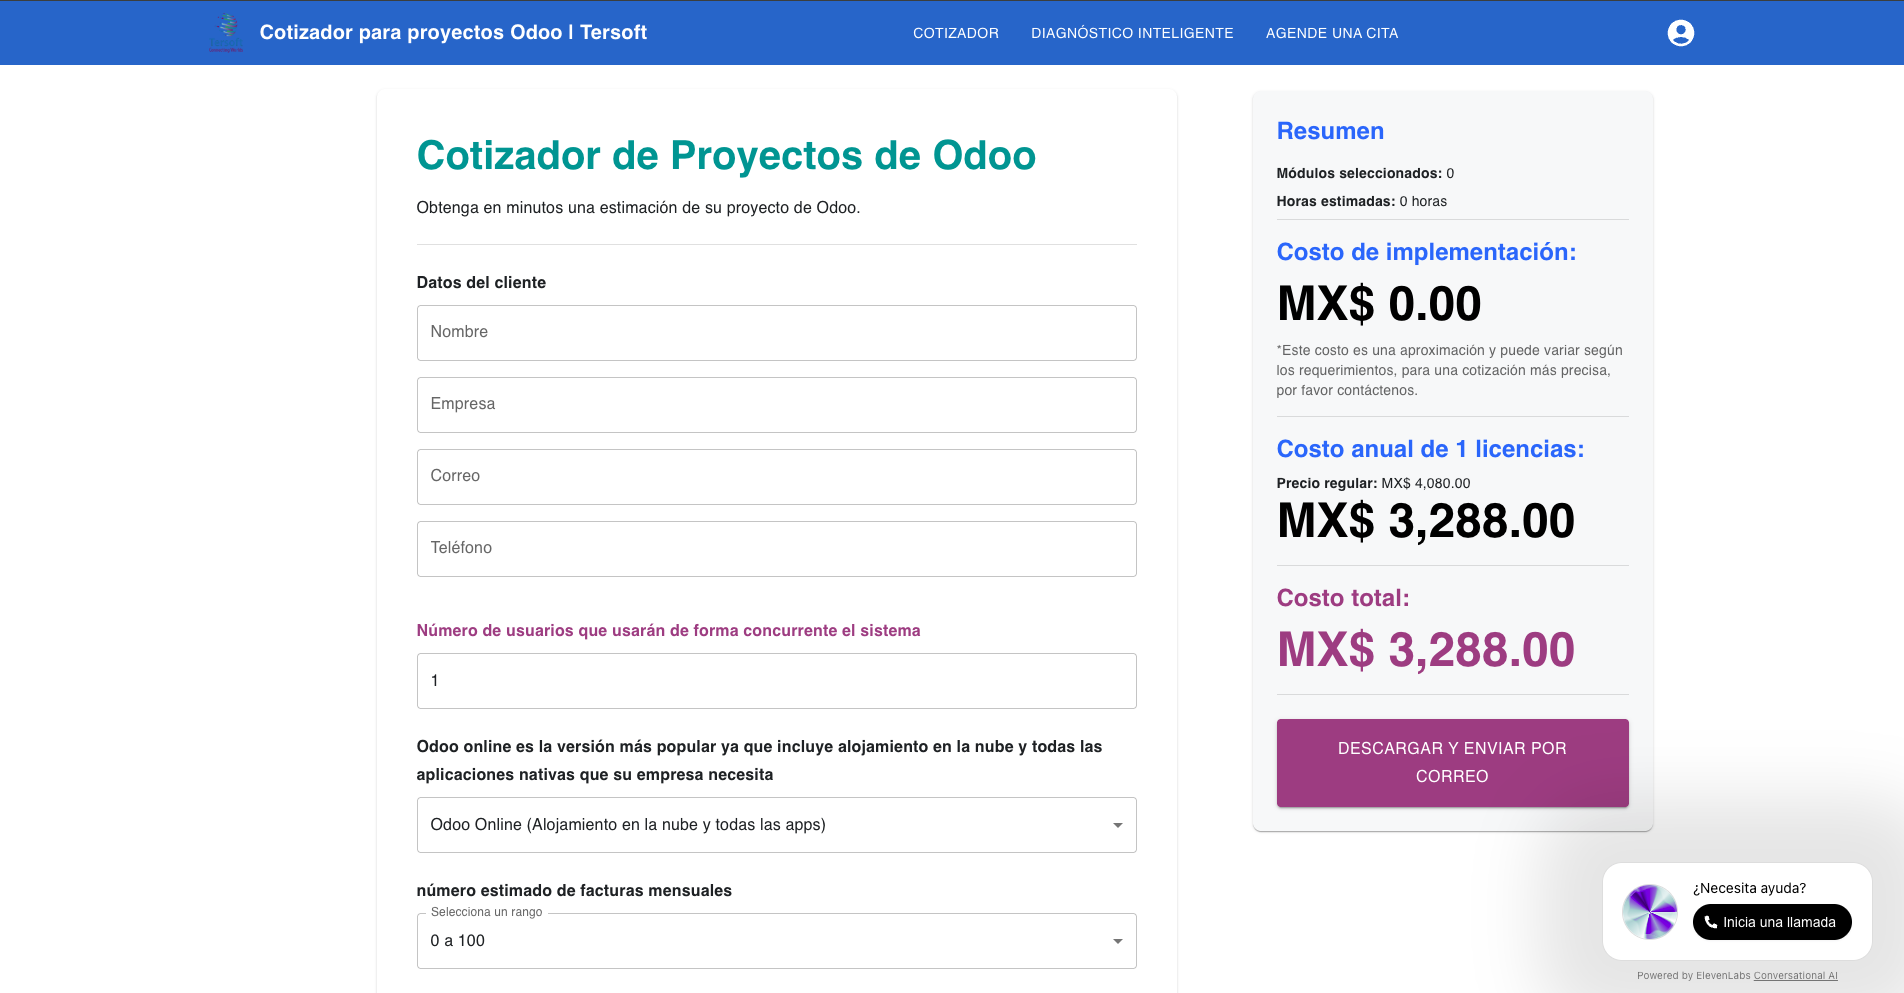 Cotizador para proyectos Odoo | Tersoft
COTIZADOR
DIAGNÓSTICO INTELIGENTE
AGENDE UNA CITA
Cotizador de Proyectos de Odoo
Obtenga en minutos una estimación de su proyecto de Odoo.
Datos del cliente
Nombre
Empresa
Correo
Teléfono
Número de usuarios que usarán de forma concurrente el sistema
1
Odoo online es la versión más popular ya que incluye alojamiento en la nube y todas las
aplicaciones nativas que su empresa necesita
Odoo Online (Alojamiento en la nube y todas las apps)
número estimado de facturas mensuales
Selecciona un rango
0 a 100
Resumen
Módulos seleccionados: 0
Horas estimadas: 0 horas
Costo de implementación:
MX$ 0.00
*Este costo es una aproximación y puede variar según
los requerimientos, para una cotización más precisa,
por favor contáctenos.
Costo anual de 1 licencias:
Precio regular: MX$ 4,080.00
MX$ 3,288.00
Costo total:
MX$ 3,288.00
DESCARGAR Y ENVIAR POR
CORREO
¿Necesita ayuda?
Inicia una llamada
Powered by ElevenLabs Conversational AI